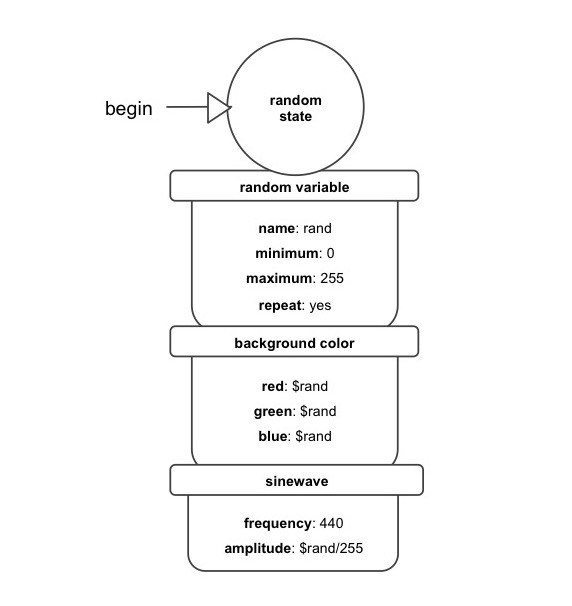 begin
random
state
random variable
name: rand
minimum: 0
maximum: 255
repeat: yes
background color
red: $rand
green: $rand
blue: $rand
sinewave
frequency: 440
amplitude: $rand/255